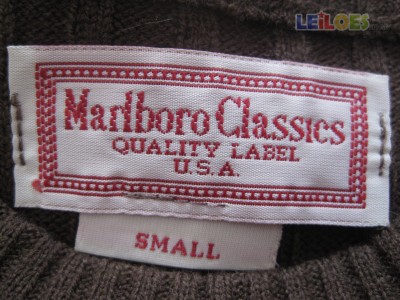 LEiLOES
Marlboro Classics
QUALITY LABEL
U.S.A.
SMALL